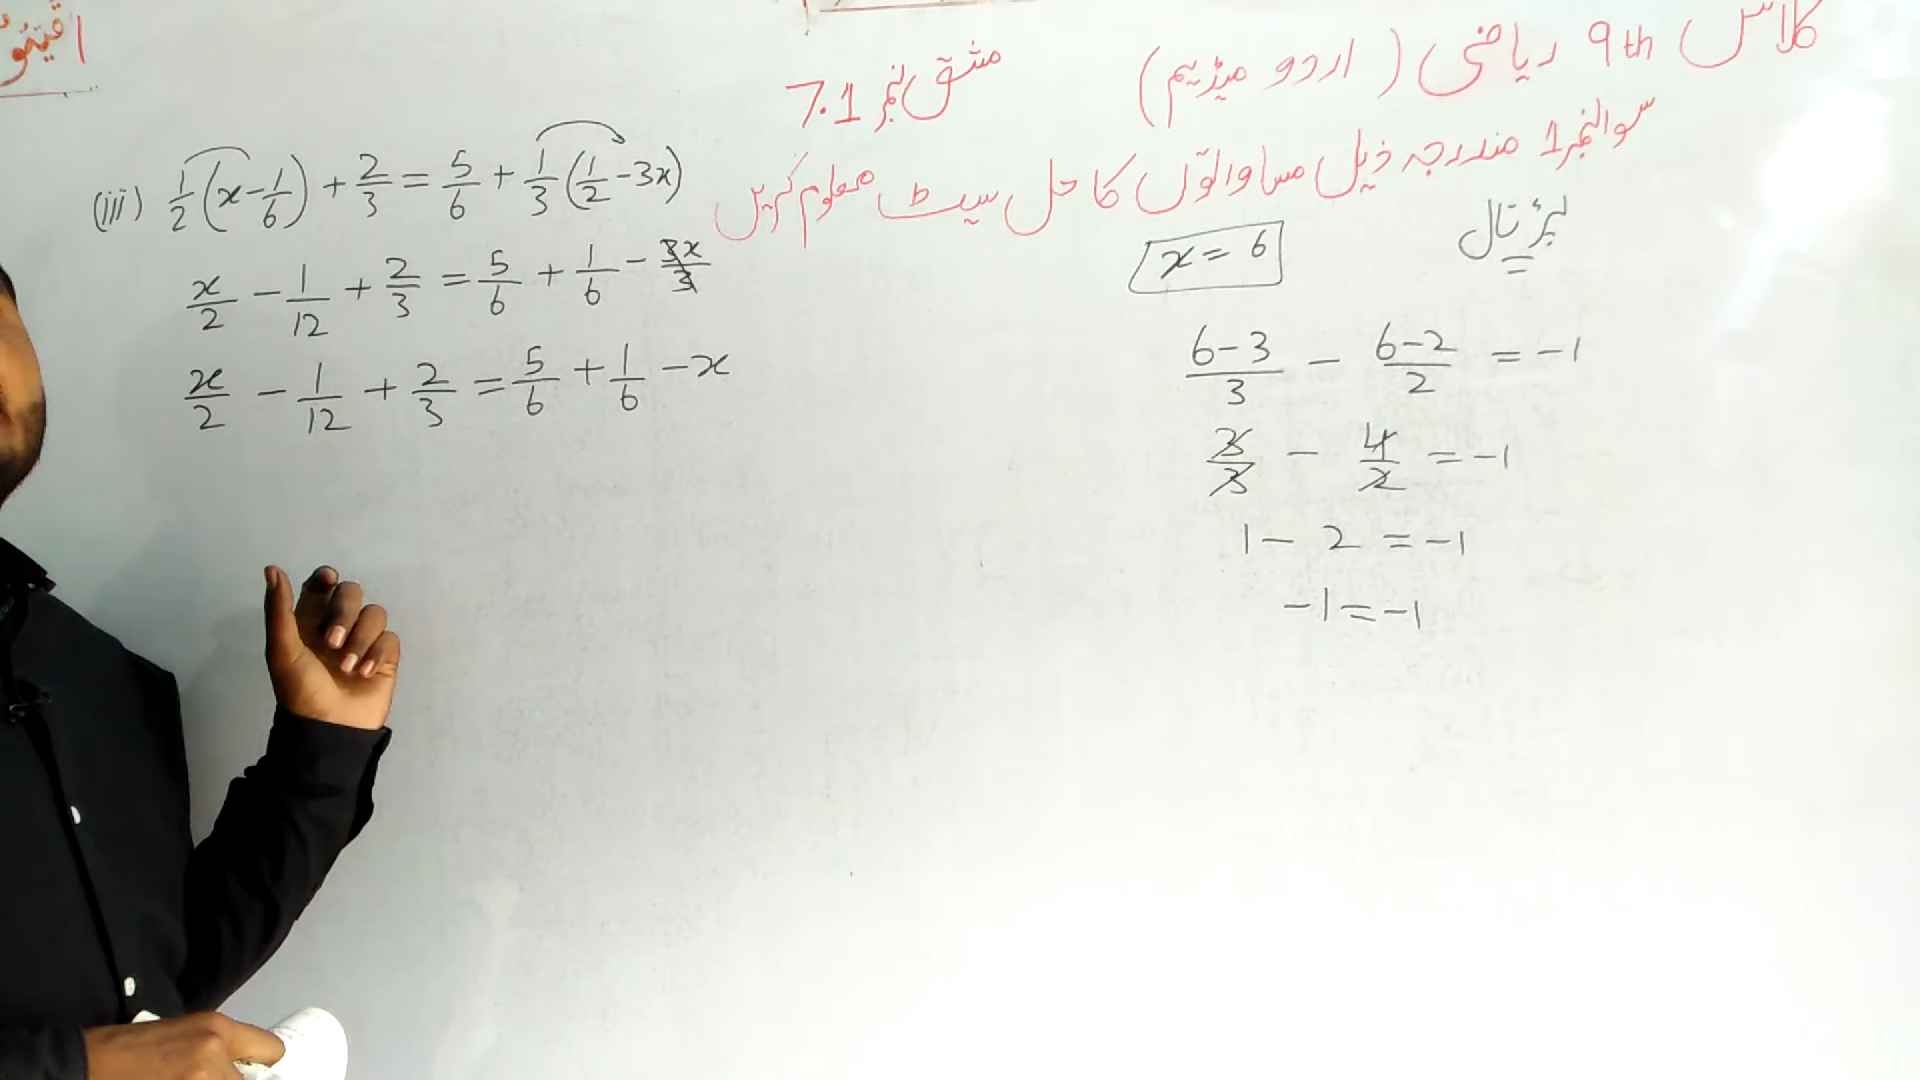 کلاس 9th ریاضی (اردو میڈیم) مشق نمبر 7.1
سوالنمبر 1 مندرجہ ذیل مساواتوں کا حل سیٹ معلوم کریں
(iii) 1/2 (x - 1/6) + 2/3 = 5/6 + 1/3 (1/2 - 3x)
x/2 - 1/12 + 2/3 = 5/6 + 1/6 - 3x/3
x/2 - 1/12 + 2/3 = 5/6 + 1/6 - x
پڑتال
x = 6
6-3/3 - 6-2/2 = -1
3/3 - 4/2 = -1
1 - 2 = -1
-1 = -1